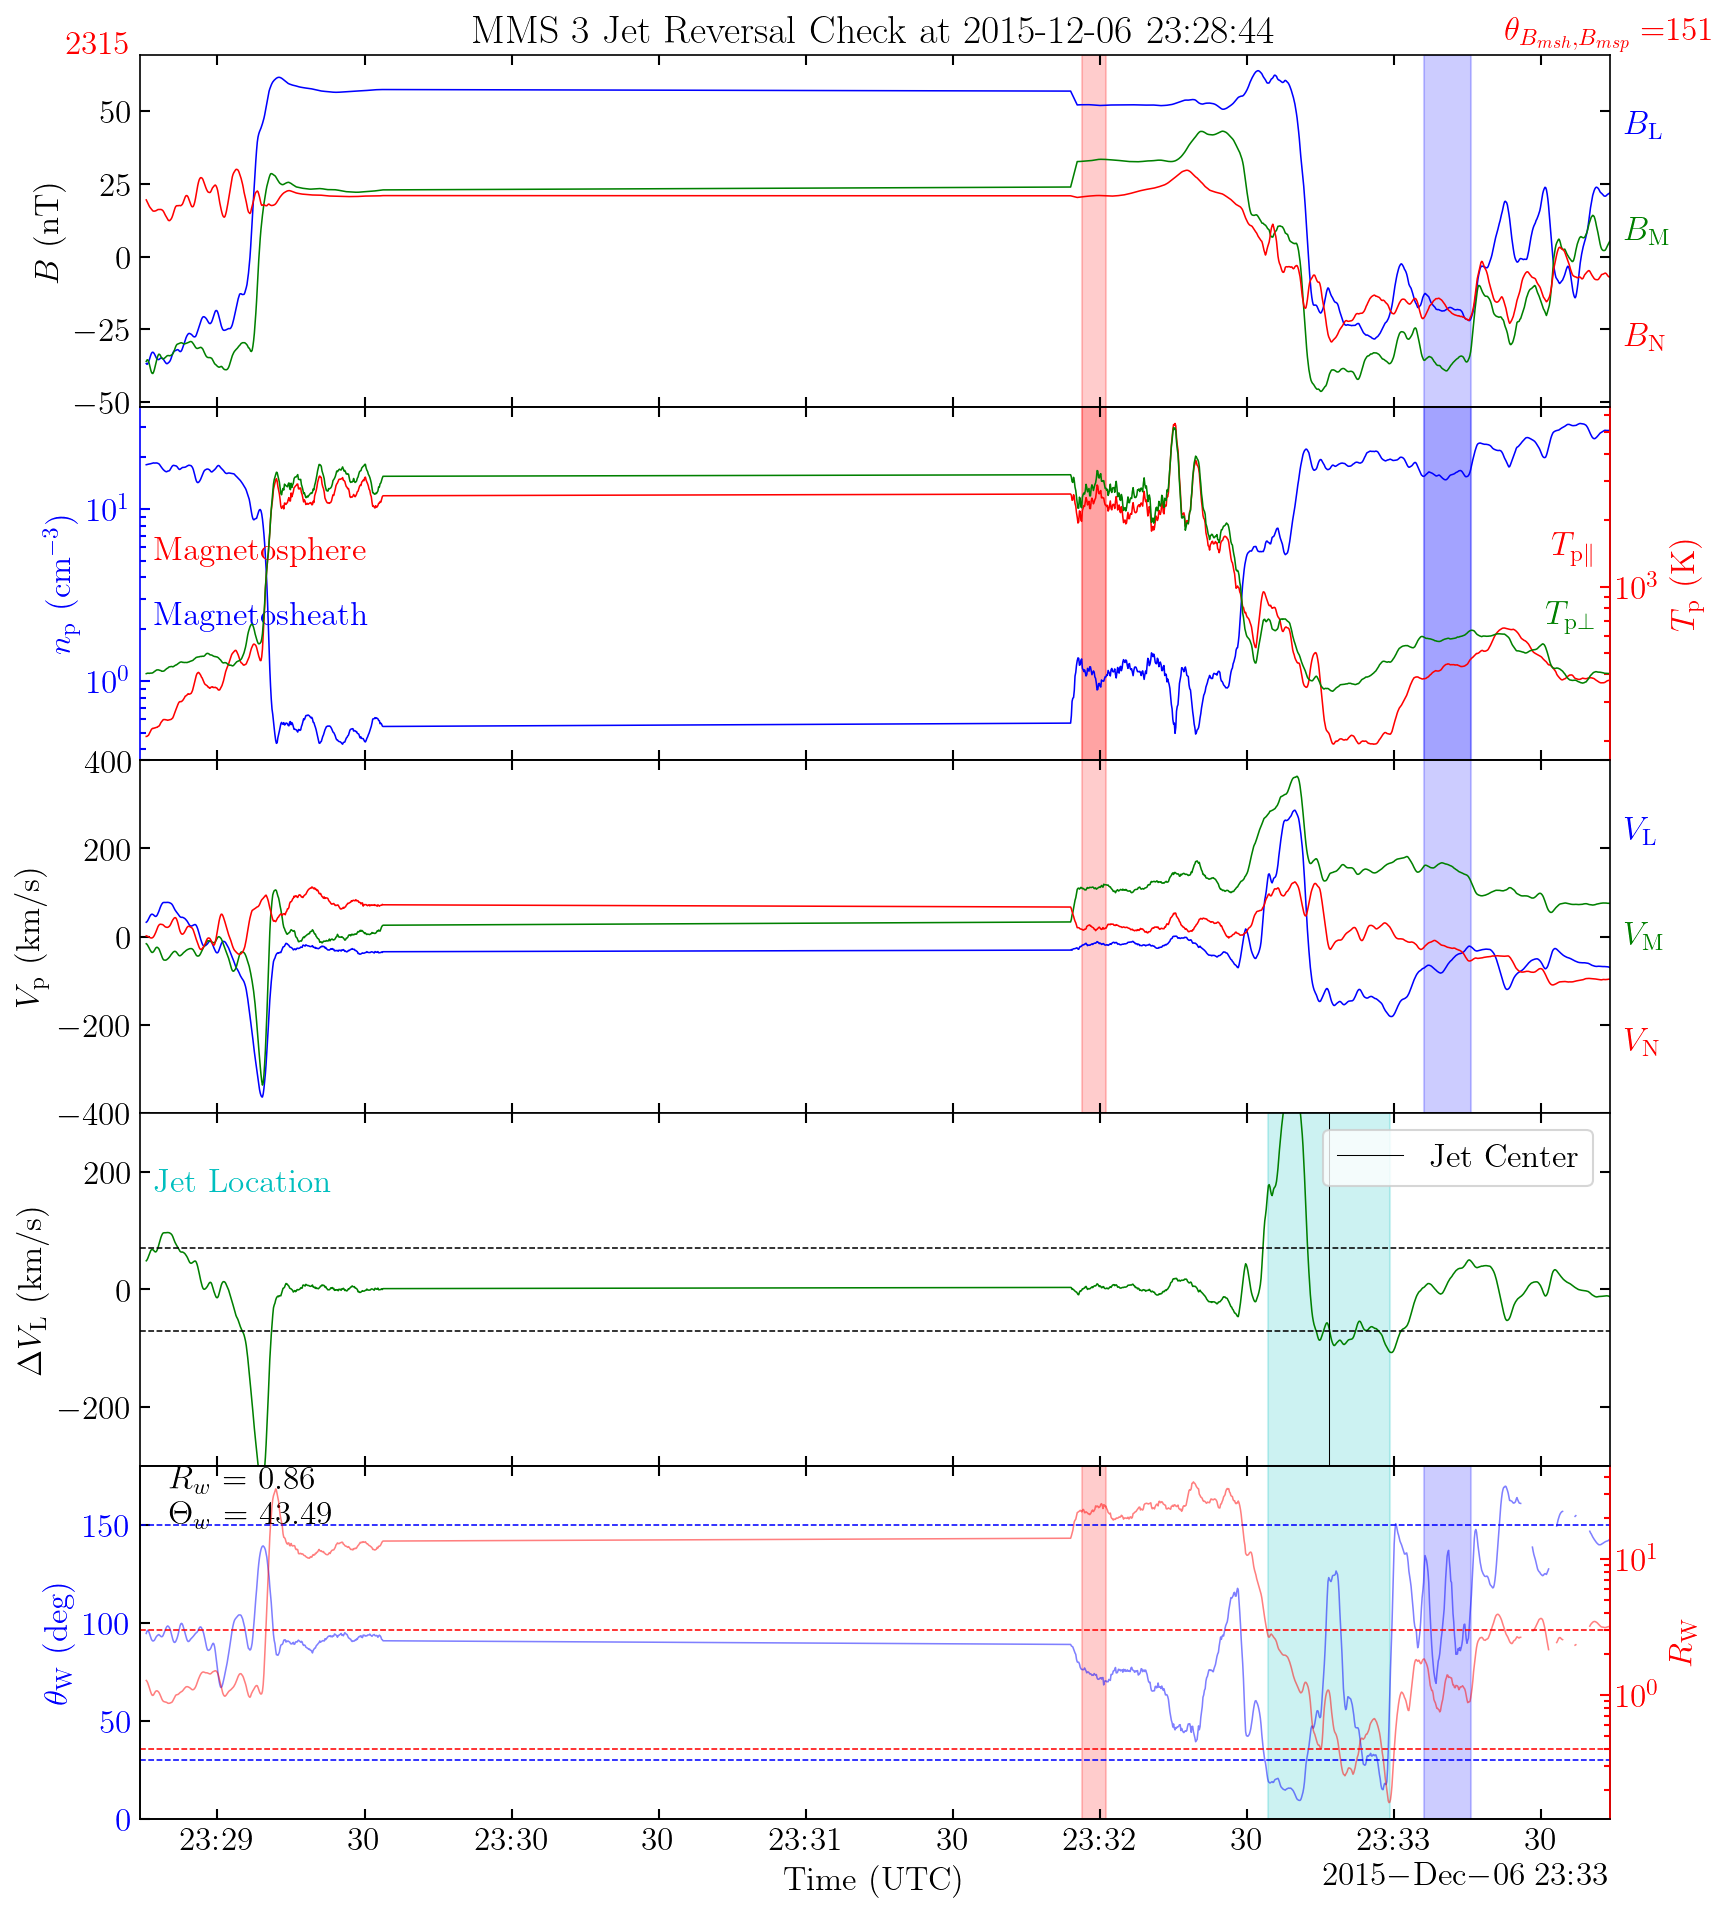 MMS 3 Jet Reversal Check at 2015-12-06 23:28:44
2315
θ_{B_{msh},B_{msp}} =151
50
25
0
−25
−50
B (nT)
B_L
B_M
B_N
10^1
10^0
n_p (cm^{−3})
Magnetosphere
Magnetosheath
T_{p∥}
T_{p⊥}
10^3
T_p (K)
400
200
0
−200
−400
V_p (km/s)
V_L
V_M
V_N
200
0
−200
ΔV_L (km/s)
Jet Location
Jet Center
R_w = 0.86
Θ_w = 43.49
150
100
50
0
θ_W (deg)
10^1
10^0
R_W
23:29 30 23:30 30 23:31 30 23:32 30 23:33 30
Time (UTC)
2015−Dec−06 23:33